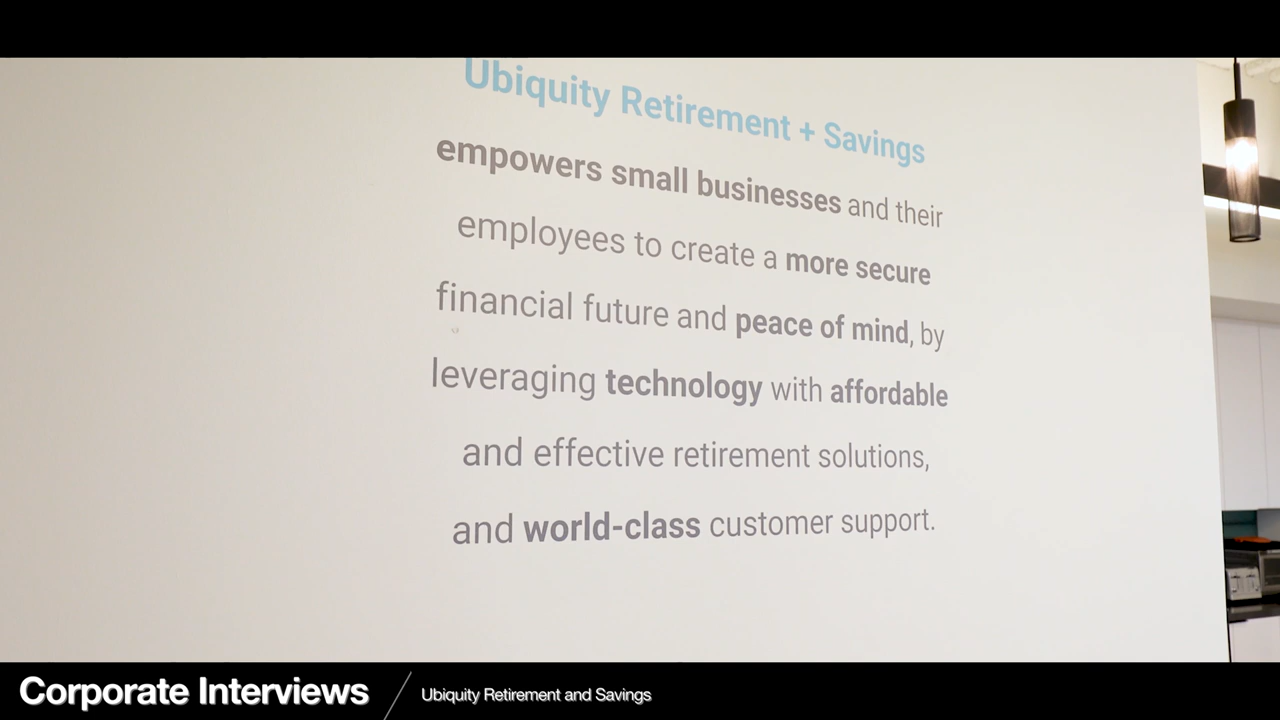 Ubiquity Retirement + Savings
empowers small businesses and their
employees to create a more secure
financial future and peace of mind, by
leveraging technology with affordable
and effective retirement solutions,
and world-class customer support.
Corporate Interviews
Ubiquity Retirement and Savings